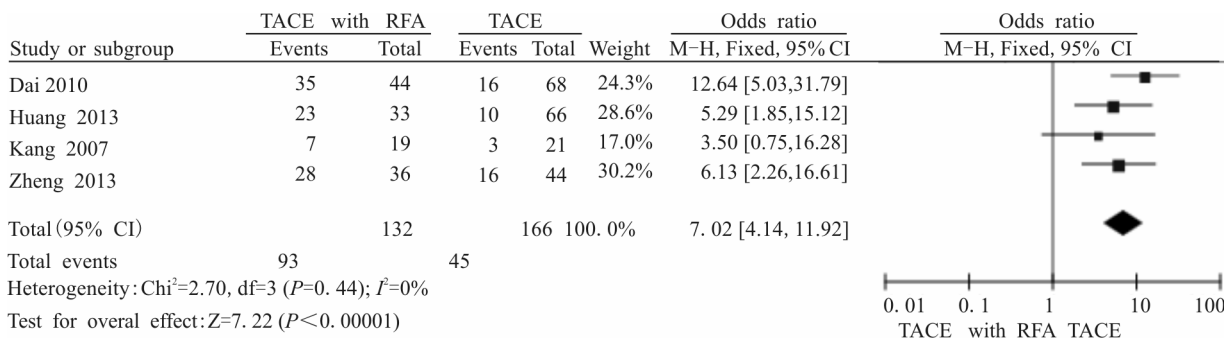 TACE with RFA TACE Odds ratio Odds ratio
Study or subgroup Events Total Events Total Weight M-H, Fixed, 95%CI M-H, Fixed, 95% CI
Dai 2010 35 44 16 68 24.3% 12.64 [5.03,31.79]
Huang 2013 23 33 10 66 28.6% 5.29 [1.85,15.12]
Kang 2007 7 19 3 21 17.0% 3.50 [0.75,16.28]
Zheng 2013 28 36 16 44 30.2% 6.13 [2.26,16.61]
Total(95% CI) 132 166 100.0% 7.02 [4.14, 11.92]
Total events 93 45
Heterogeneity:Chi²=2.70, df=3 (P=0.44); I²=0%
Test for overal effect:Z=7.22 (P<0.00001)
0.01 0.1 1 10 100
TACE with RFA TACE